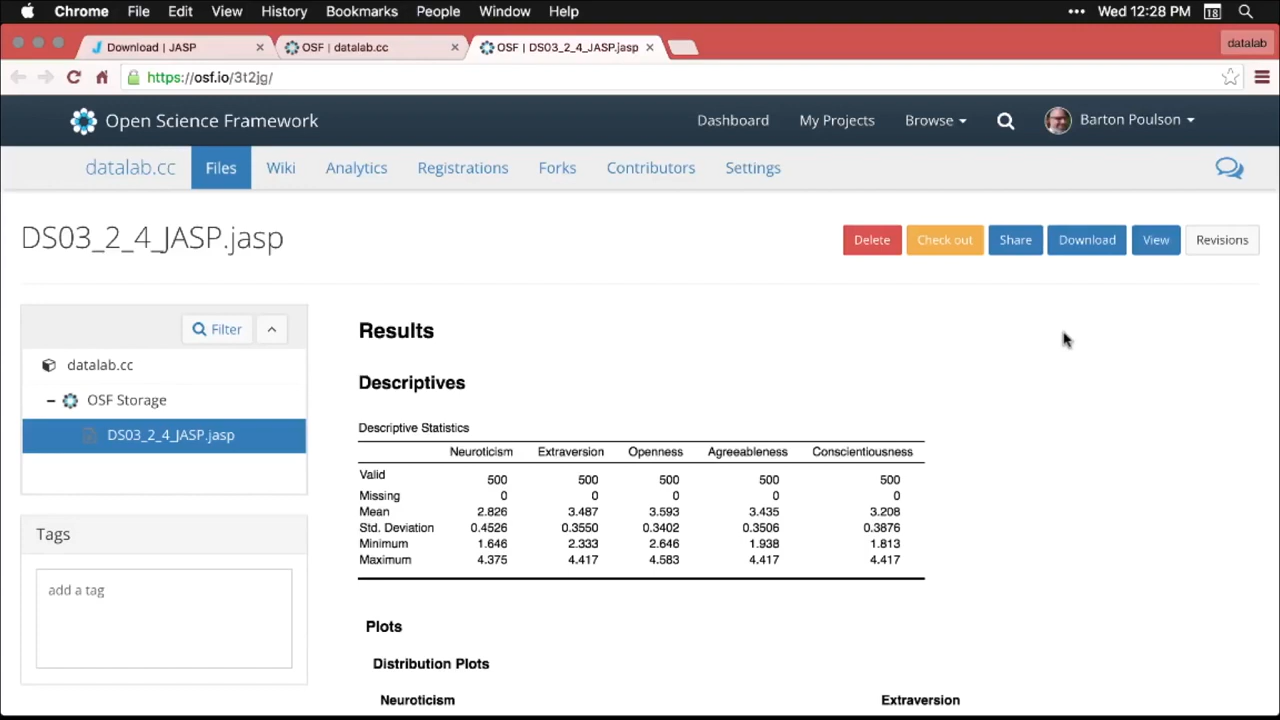 Chrome File Edit View History Bookmarks People Window Help ••• Wed 12:28 PM 18
Download | JASP OSF | datalab.cc OSF | DS03_2_4_JASP.jasp datalab
https://osf.io/3t2jg/
Open Science Framework Dashboard My Projects Browse Barton Poulson
datalab.cc Files Wiki Analytics Registrations Forks Contributors Settings
DS03_2_4_JASP.jasp Delete Check out Share Download View Revisions
Filter
datalab.cc
OSF Storage
DS03_2_4_JASP.jasp
Tags
add a tag
Results
Descriptives
Descriptive Statistics
Neuroticism Extraversion Openness Agreeableness Conscientiousness
Valid 500 500 500 500 500
Missing 0 0 0 0 0
Mean 2.826 3.487 3.593 3.435 3.208
Std. Deviation 0.4526 0.3550 0.3402 0.3506 0.3876
Minimum 1.646 2.333 2.646 1.938 1.813
Maximum 4.375 4.417 4.583 4.417 4.417
Plots
Distribution Plots
Neuroticism Extraversion